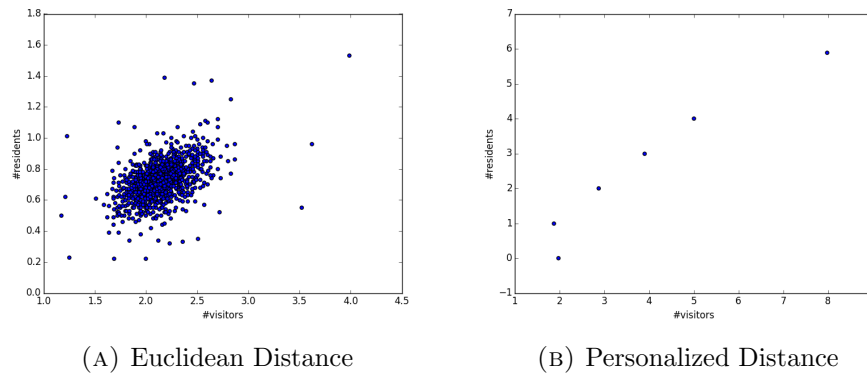 1.8
1.6
1.4
1.2
1.0
0.8
0.6
0.4
0.2
0.0
#residents
1.0 1.5 2.0 2.5 3.0 3.5 4.0 4.5
#visitors
(A) Euclidean Distance
7
6
5
4
3
2
1
0
−1
#residents
1 2 3 4 5 6 7 8
#visitors
(B) Personalized Distance